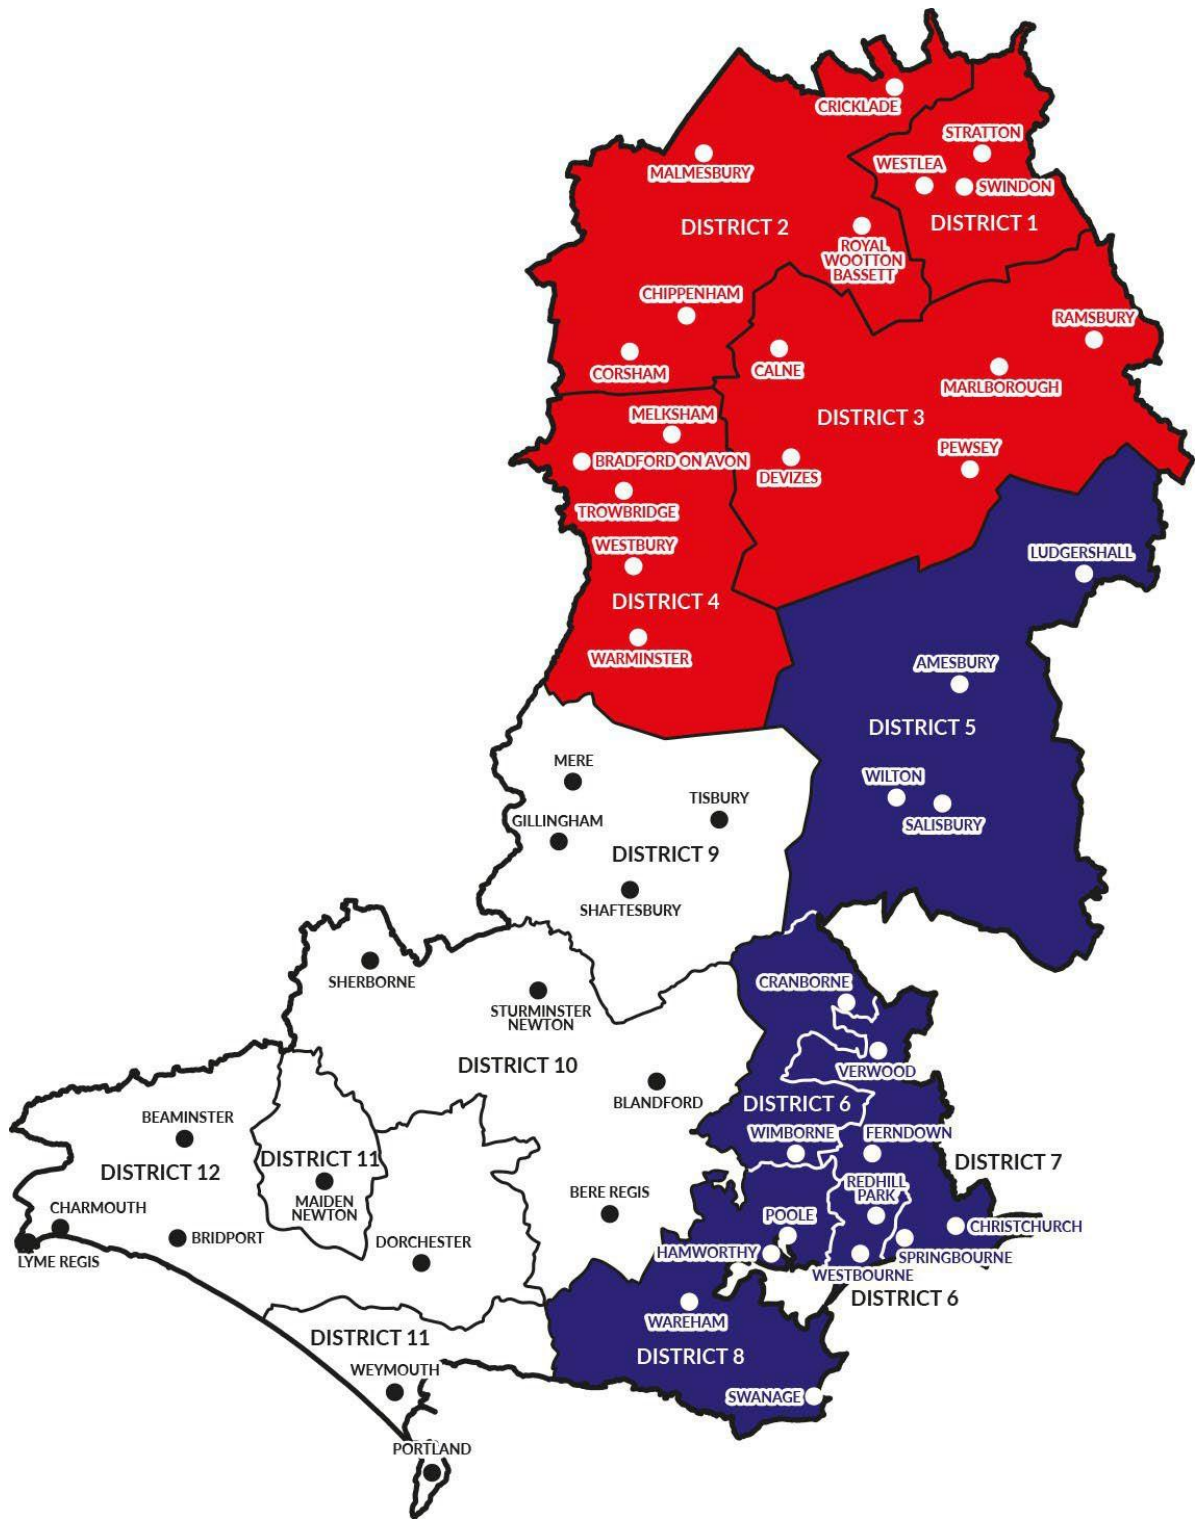 CRICKLADE
STRATTON
MALMESBURY
WESTLEA
SWINDON
DISTRICT 2
DISTRICT 1
ROYAL
WOOTTON
BASSETT
CHIPPENHAM
RAMSBURY
CORSHAM
CALNE
MARLBOROUGH
MELKSHAM
DISTRICT 3
BRADFORD ON AVON
PEWSEY
DEVIZES
TROWBRIDGE
WESTBURY
LUDGERSHALL
DISTRICT 4
WARMINSTER
AMESBURY
DISTRICT 5
MERE
WILTON
TISBURY
GILLINGHAM
SALISBURY
DISTRICT 9
SHAFTESBURY
SHERBORNE
CRANBORNE
STURMINSTER
NEWTON
DISTRICT 10
VERWOOD
BLANDFORD
DISTRICT 6
BEAMINSTER
WIMBORNE
FERNDOWN
DISTRICT 12
DISTRICT 11
DISTRICT 7
MAIDEN
NEWTON
BERE REGIS
REDHILL
PARK
CHARMOUTH
POOLE
CHRISTCHURCH
BRIDPORT
DORCHESTER
HAMWORTHY
SPRINGBOURNE
LYME REGIS
WESTBOURNE
DISTRICT 6
WAREHAM
DISTRICT 11
DISTRICT 8
WEYMOUTH
SWANAGE
PORTLAND